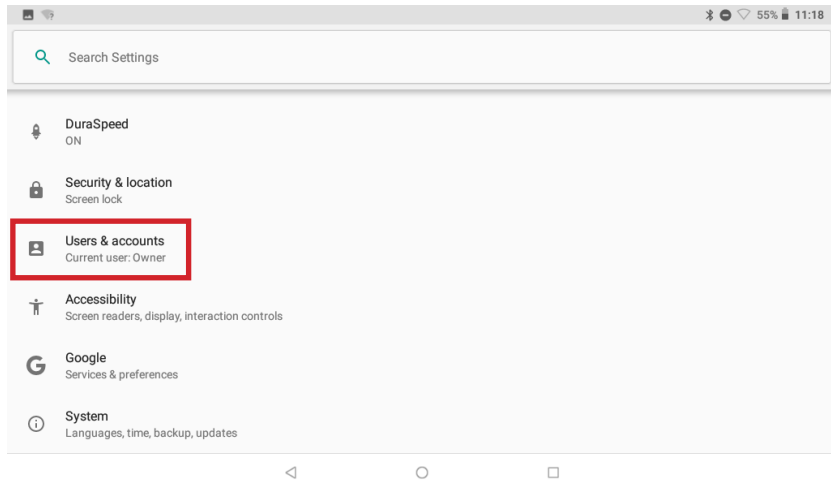 55% 11:18
Search Settings
DuraSpeed
ON
Security & location
Screen lock
Users & accounts
Current user: Owner
Accessibility
Screen readers, display, interaction controls
Google
Services & preferences
System
Languages, time, backup, updates